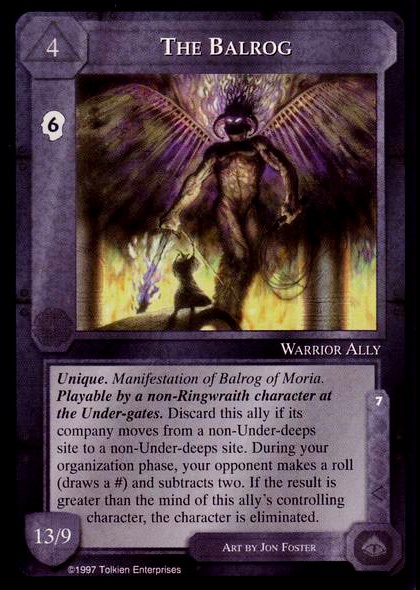 4
THE BALROG
6
WARRIOR ALLY
Unique. Manifestation of Balrog of Moria.
Playable by a non-Ringwraith character at
the Under-gates. Discard this ally if its
company moves from a non-Under-deeps
site to a non-Under-deeps site. During your
organization phase, your opponent makes a roll
(draws a #) and subtracts two. If the result is
greater than the mind of this ally's controlling
character, the character is eliminated.
7
13/9
ART BY JON FOSTER
©1997 Tolkien Enterprises